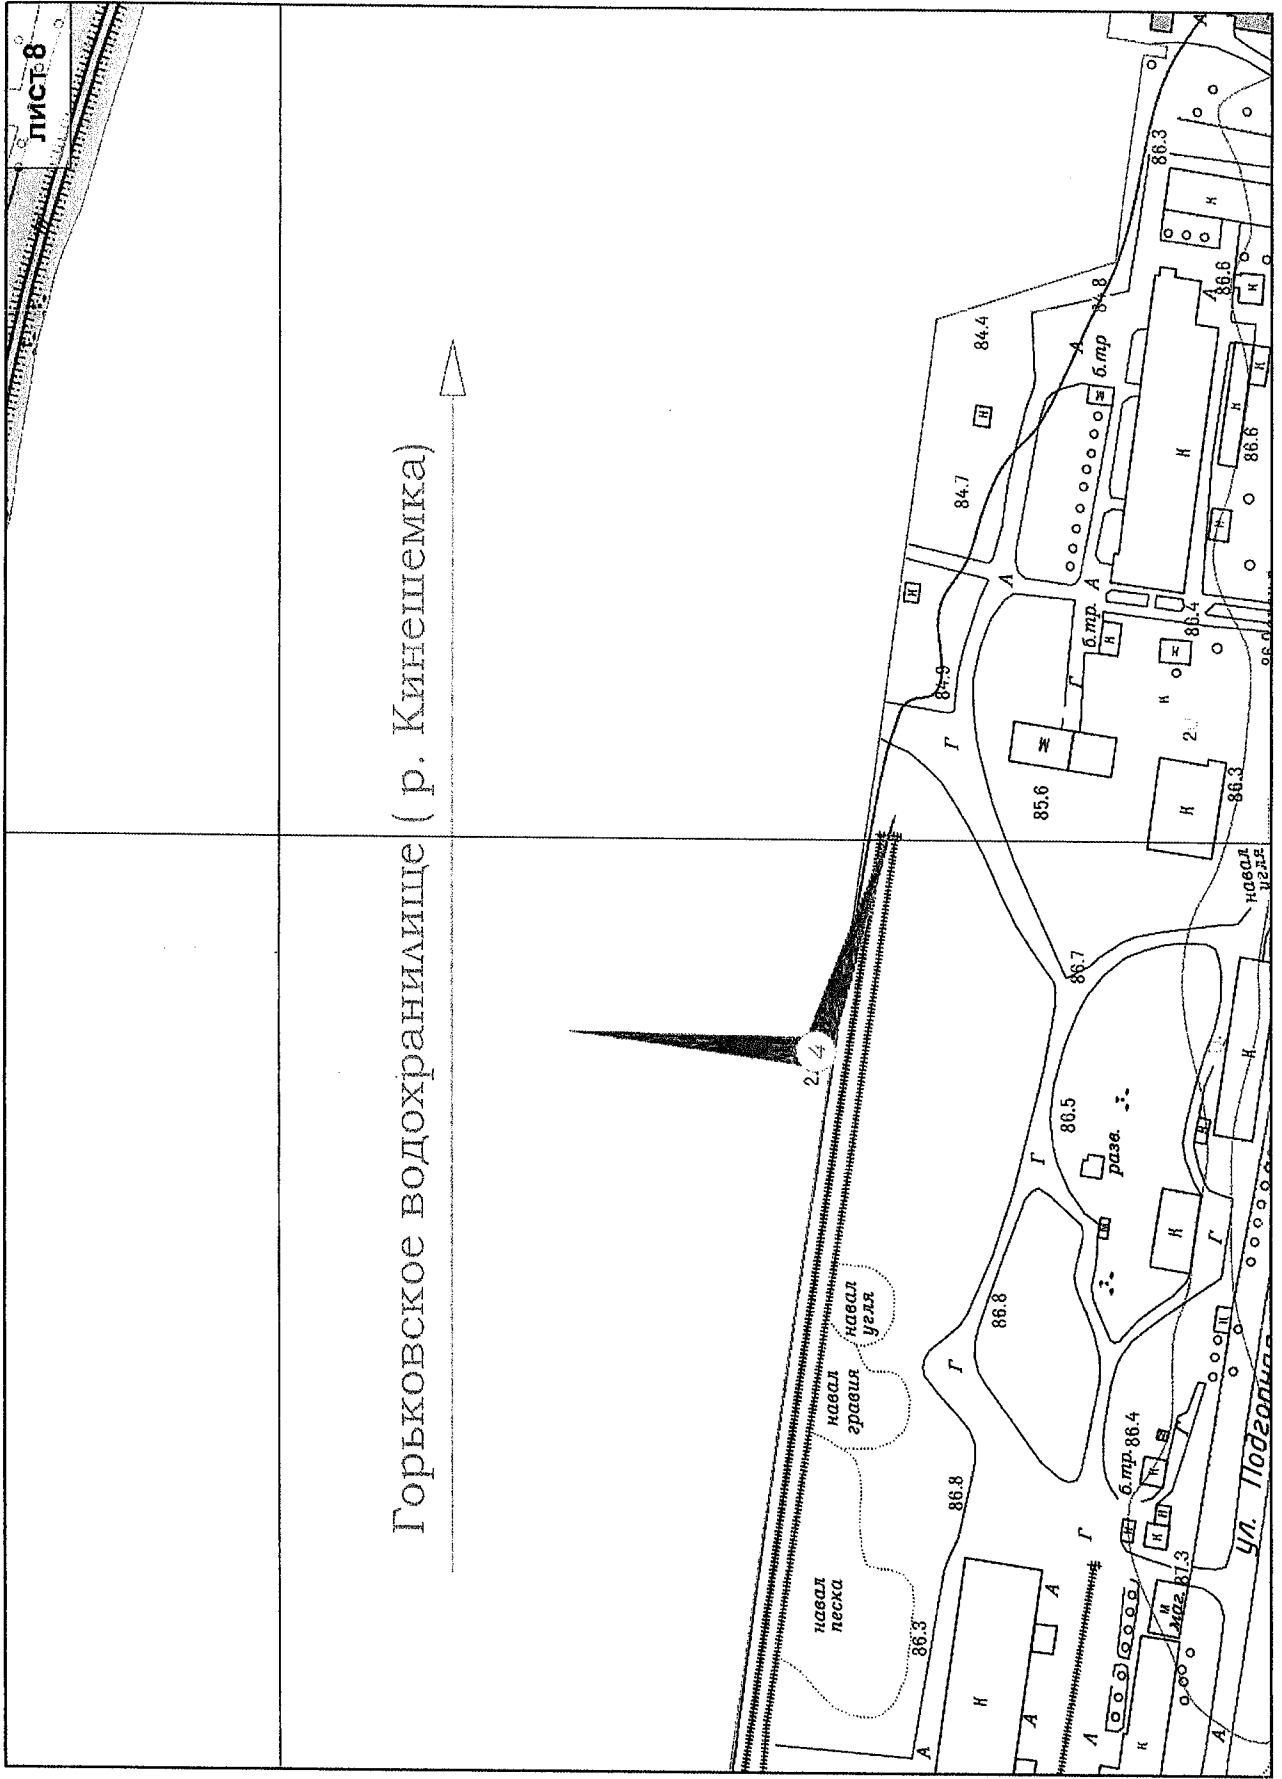 лист 8
Горьковское водохранилище ( р. Кинешемка)
86.3
84.8
84.4
А
б.тр
86.6
А
н
к
к
к
к
84.7
н
н
86.6
84.9
А
А
б.тр.
86.4
Г
Г
М
85.6
к
86.3
86.7
навал
угля
4
86.5
разв.
Г
к
Г
86.8
навал
угля
навал
гравия
Г
86.8
б.тр.
86.4
навал
песка
86.3
Г
А
А
А
А
87.3
м
маг.
ул. Подгорная